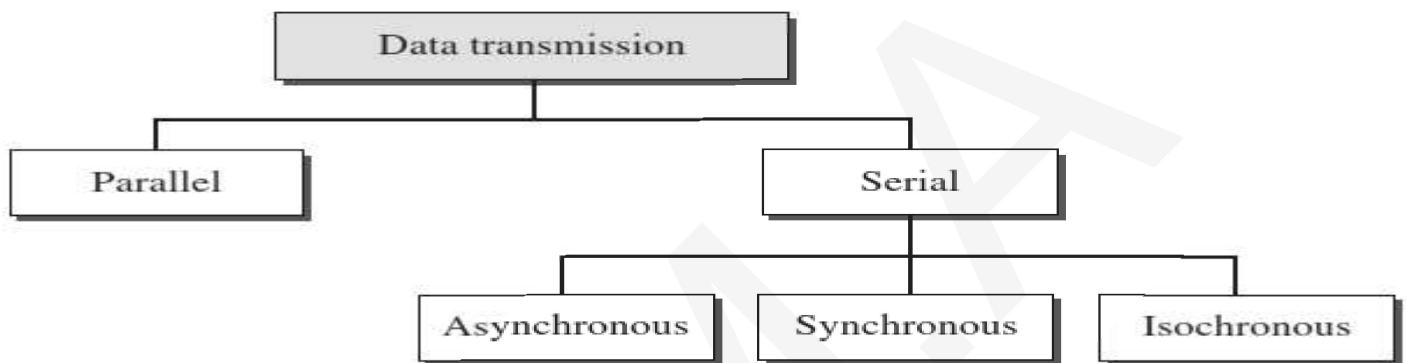 Data transmission
Parallel
Serial
Asynchronous
Synchronous
Isochronous